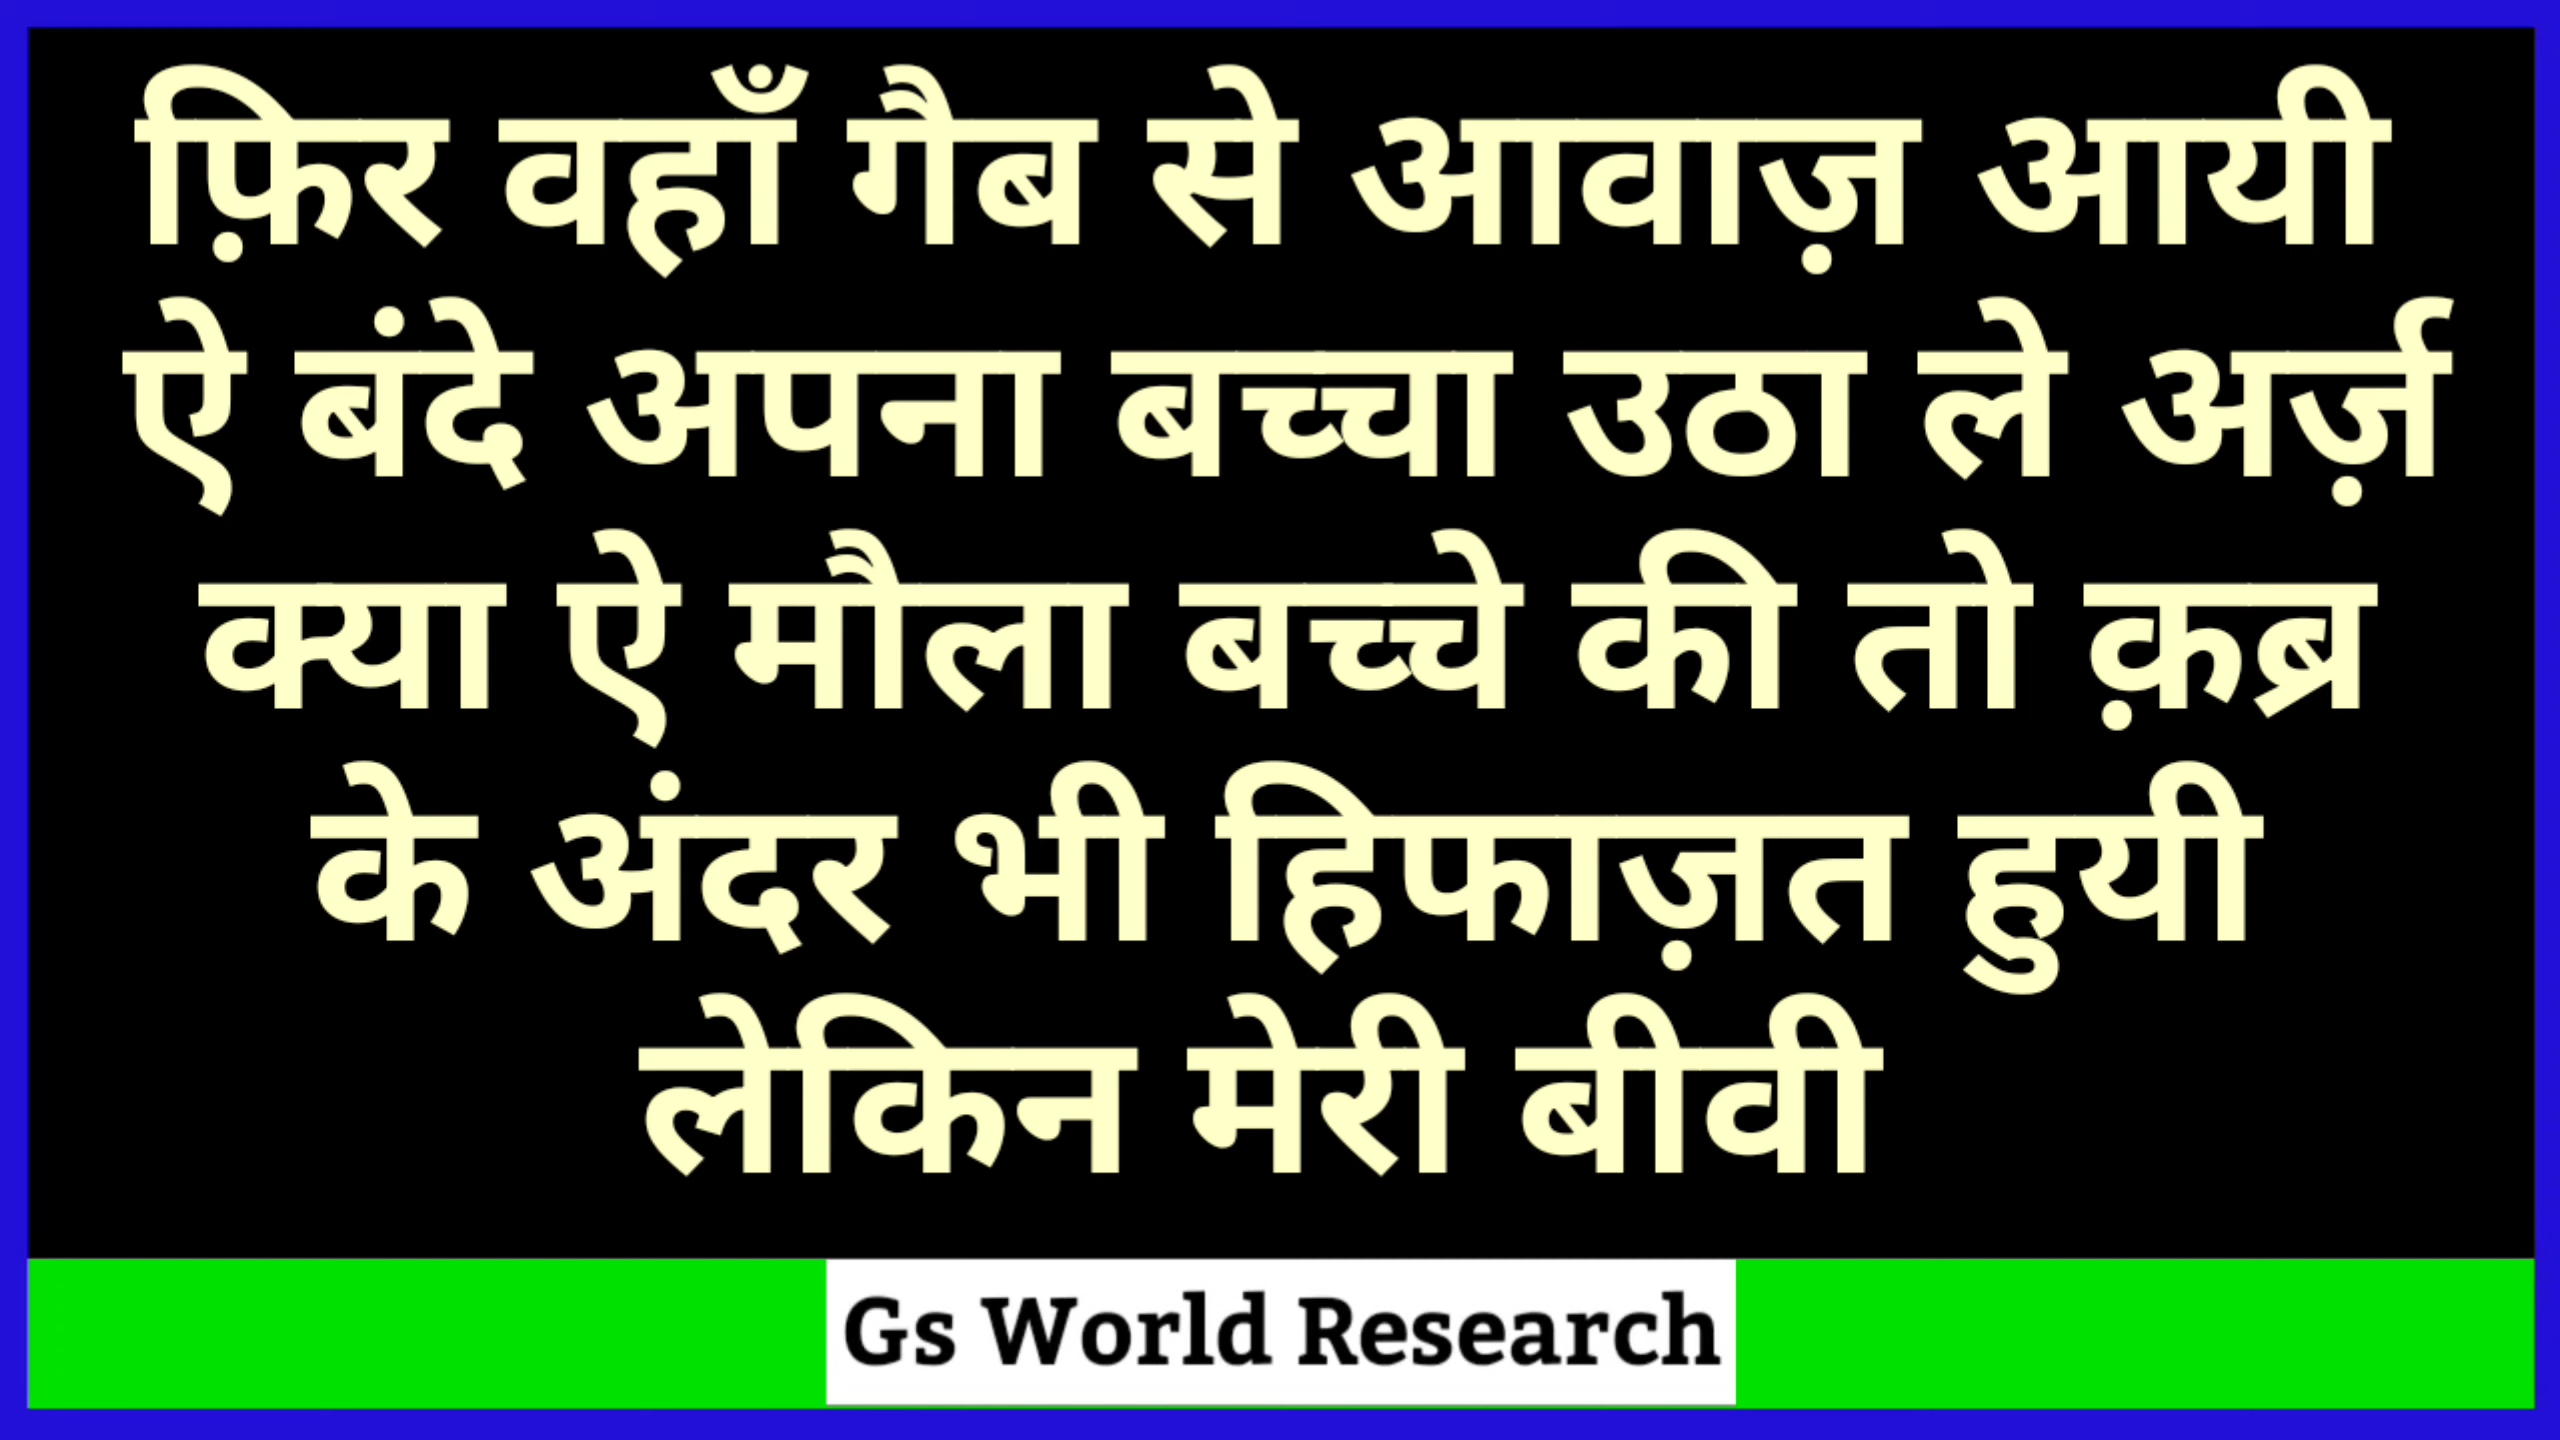 फ़िर वहाँ गैब से आवाज़ आयी
ऐ बंदे अपना बच्चा उठा ले अर्ज़
क्या ऐ मौला बच्चे की तो क़ब्र
के अंदर भी हिफाज़त हुयी
लेकिन मेरी बीवी
Gs World Research